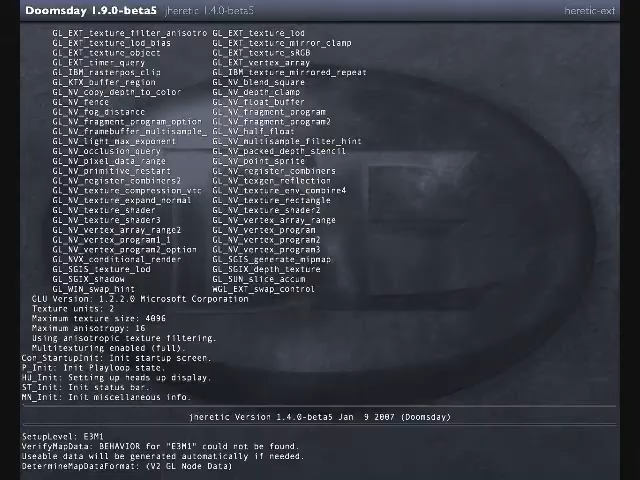 Doomsday 1.9.0-beta5 jheretic 1.4.0-beta5 heretic-ext
GL_EXT_texture_filter_anisotro GL_EXT_texture_lod
GL_EXT_texture_lod_bias GL_EXT_texture_mirror_clamp
GL_EXT_texture_object GL_EXT_texture_sRGB
GL_EXT_timer_query GL_EXT_vertex_array
GL_IBM_rasterpos_clip GL_IBM_texture_mirrored_repeat
GL_KTX_buffer_region GL_NV_blend_square
GL_NV_copy_depth_to_color GL_NV_depth_clamp
GL_NV_fence GL_NV_float_buffer
GL_NV_fog_distance GL_NV_fragment_program
GL_NV_fragment_program_option GL_NV_fragment_program2
GL_NV_framebuffer_multisample_ GL_NV_half_float
GL_NV_light_max_exponent GL_NV_multisample_filter_hint
GL_NV_occlusion_query GL_NV_packed_depth_stencil
GL_NV_pixel_data_range GL_NV_point_sprite
GL_NV_primitive_restart GL_NV_register_combiners
GL_NV_register_combiners2 GL_NV_texgen_reflection
GL_NV_texture_compression_vtc GL_NV_texture_env_combine4
GL_NV_texture_expand_normal GL_NV_texture_rectangle
GL_NV_texture_shader GL_NV_texture_shader2
GL_NV_texture_shader3 GL_NV_vertex_array_range
GL_NV_vertex_array_range2 GL_NV_vertex_program
GL_NV_vertex_program1_1 GL_NV_vertex_program2
GL_NV_vertex_program2_option GL_NV_vertex_program3
GL_NVX_conditional_render GL_SGIS_generate_mipmap
GL_SGIS_texture_lod GL_SGIX_depth_texture
GL_SGIX_shadow GL_SUN_slice_accum
GL_WIN_swap_hint WGL_EXT_swap_control
GLU Version: 1.2.2.0 Microsoft Corporation
Texture units: 2
Maximum texture size: 4096
Maximum anisotropy: 16
Using anisotropic texture filtering.
Multitexturing enabled (full).
Con_StartupInit: Init startup screen.
P_Init: Init Playloop state.
HU_Init: Setting up heads up display.
ST_Init: Init status bar.
MN_Init: Init miscellaneous info.
jheretic Version 1.4.0-beta5 Jan 9 2007 (Doomsday)
SetupLevel: E3M1
VerifyMapData: BEHAVIOR for "E3M1" could not be found.
Useable data will be generated automatically if needed.
DetermineMapDataFormat: (V2 GL Node Data)